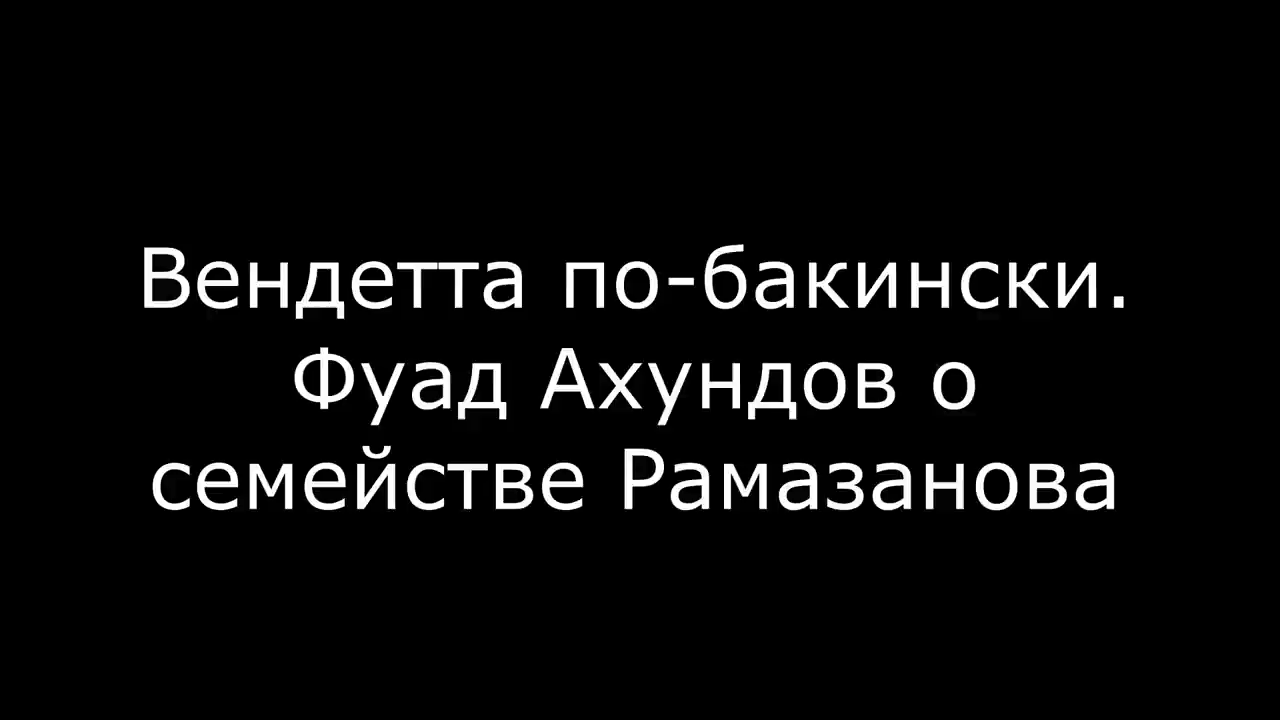 Вендетта по-бакински.
Фуад Ахундов о
семействе Рамазанова